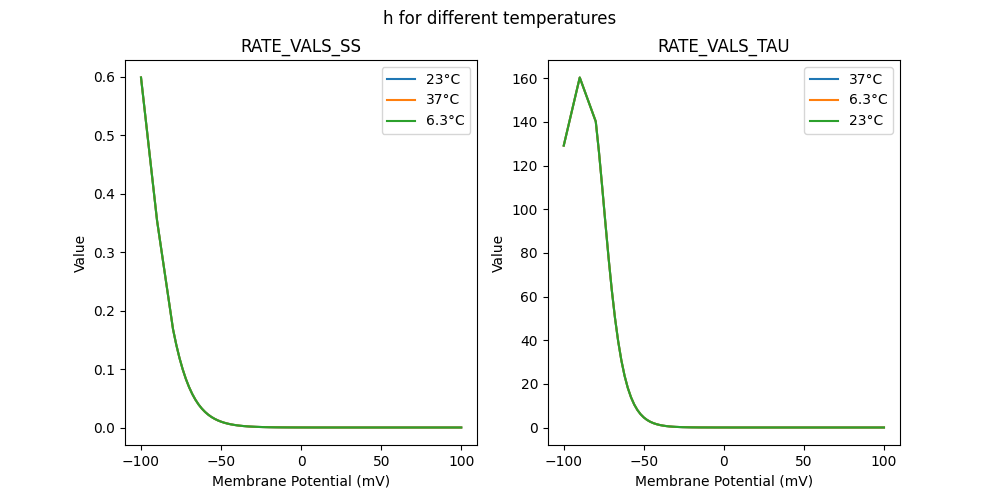 h for different temperatures
RATE_VALS_SS
0.6
0.5
0.4
0.3
0.2
0.1
0.0
Value
−100
−50
0
50
100
Membrane Potential (mV)
23°C
37°C
6.3°C
RATE_VALS_TAU
160
140
120
100
80
60
40
20
0
Value
−100
−50
0
50
100
Membrane Potential (mV)
37°C
6.3°C
23°C